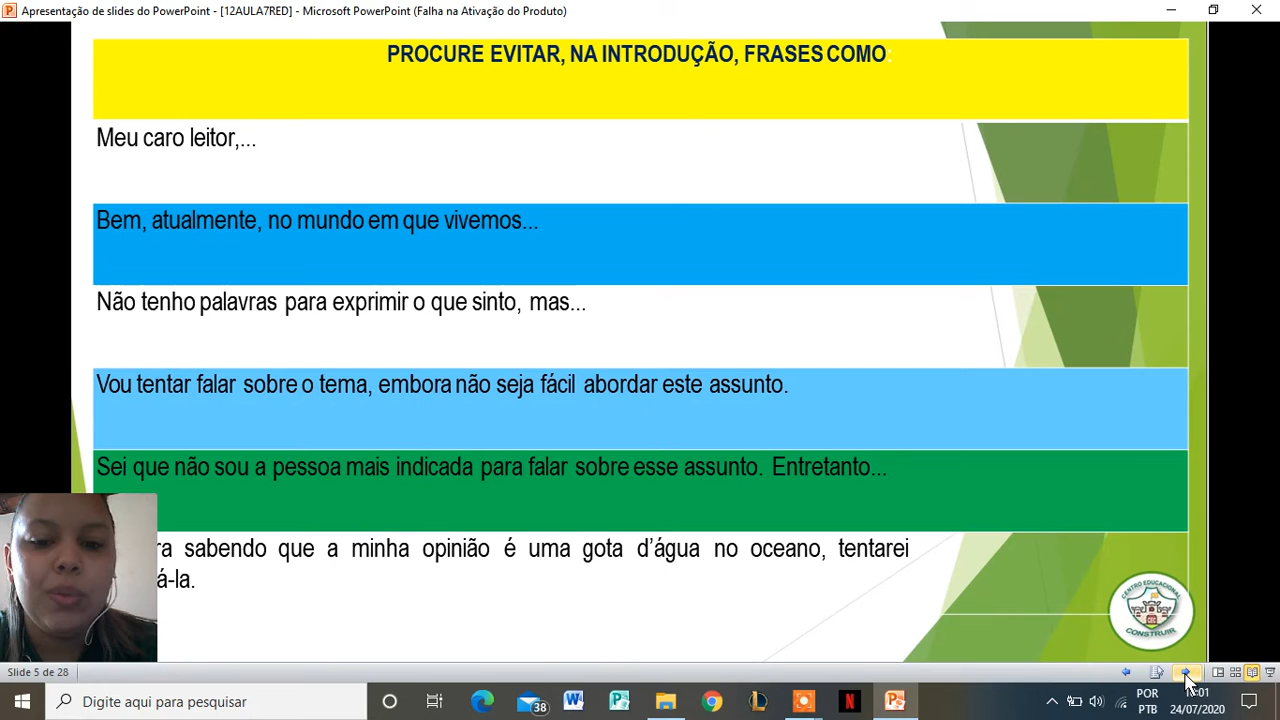 Apresentação de slides do PowerPoint - [12AULA7RED] - Microsoft PowerPoint (Falha na Ativação do Produto)
PROCURE EVITAR, NA INTRODUÇÃO, FRASES COMO:
Meu caro leitor,...
Bem, atualmente, no mundo em que vivemos...
Não tenho palavras para exprimir o que sinto, mas...
Vou tentar falar sobre o tema, embora não seja fácil abordar este assunto.
Sei que não sou a pessoa mais indicada para falar sobre esse assunto. Entretanto...
sabendo que a minha opinião é uma gota d’água no oceano, tentarei
CENTRO EDUCACIONAL
CEC
CONSTRUIR
Slide 5 de 28
Digite aqui para pesquisar
38
POR
PTB
24/07/2020